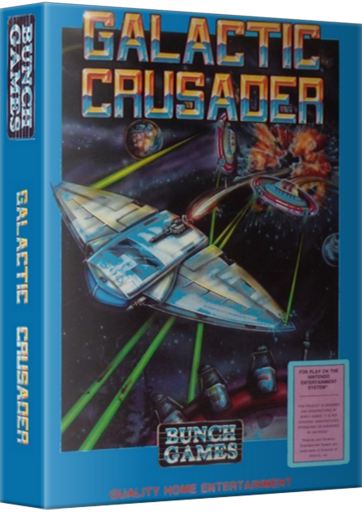 BUNCH
GAMES
GALACTIC CRUSADER
GALACTIC
CRUSADER
FOR PLAY ON THE
NINTENDO
ENTERTAINMENT
SYSTEM®
BUNCH
GAMES
QUALITY HOME ENTERTAINMENT